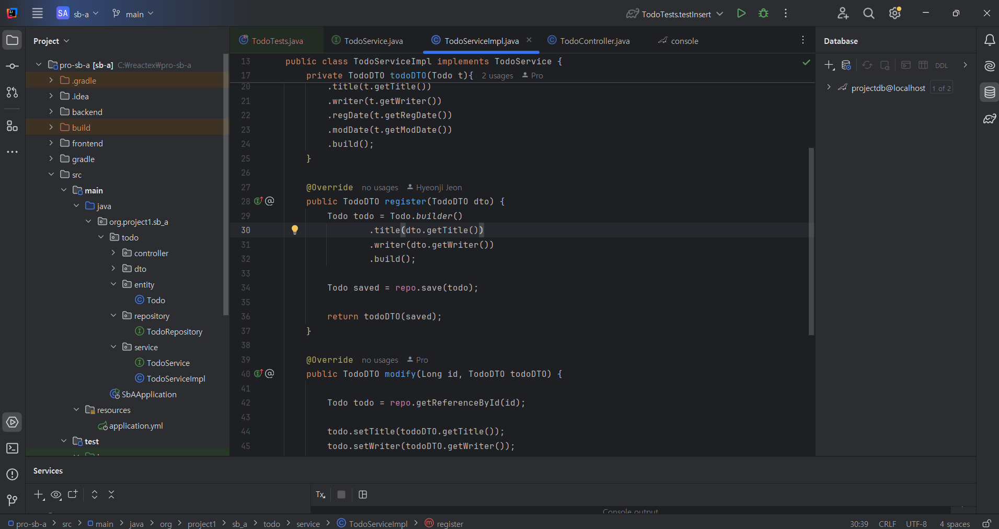 SA sb-a main TodoTests.testInsert
Project
TodoTests.java TodoService.java TodoServiceImpl.java TodoController.java console
Database
pro-sb-a [sb-a] C:₩reactex₩pro-sb-a
.gradle
.idea
backend
build
frontend
gradle
src
main
java
org.project1.sb_a
todo
controller
dto
entity
Todo
repository
TodoRepository
service
TodoService
TodoServiceImpl
SbAApplication
resources
application.yml
test
13 public class TodoServiceImpl implements TodoService {
17 private TodoDTO todoDTO(Todo t){ 2 usages Pro
20 .title(t.getTitle())
21 .writer(t.getWriter())
22 .regDate(t.getRegDate())
23 .modDate(t.getModDate())
24 .build();
25 }
26
27 @Override no usages Hyeonji Jeon
28 public TodoDTO register(TodoDTO dto) {
29 Todo todo = Todo.builder()
30 .title(dto.getTitle())
31 .writer(dto.getWriter())
32 .build();
33
34 Todo saved = repo.save(todo);
35
36 return todoDTO(saved);
37 }
38
39 @Override no usages Pro
40 public TodoDTO modify(Long id, TodoDTO todoDTO) {
41
42 Todo todo = repo.getReferenceById(id);
43
44 todo.setTitle(todoDTO.getTitle());
45 todo.setWriter(todoDTO.getWriter());
DDL
projectdb@localhost 1 of 2
Services
Tx
Console output
pro-sb-a src main java org project1 sb_a todo service TodoServiceImpl register 30:39 CRLF UTF-8 4 spaces